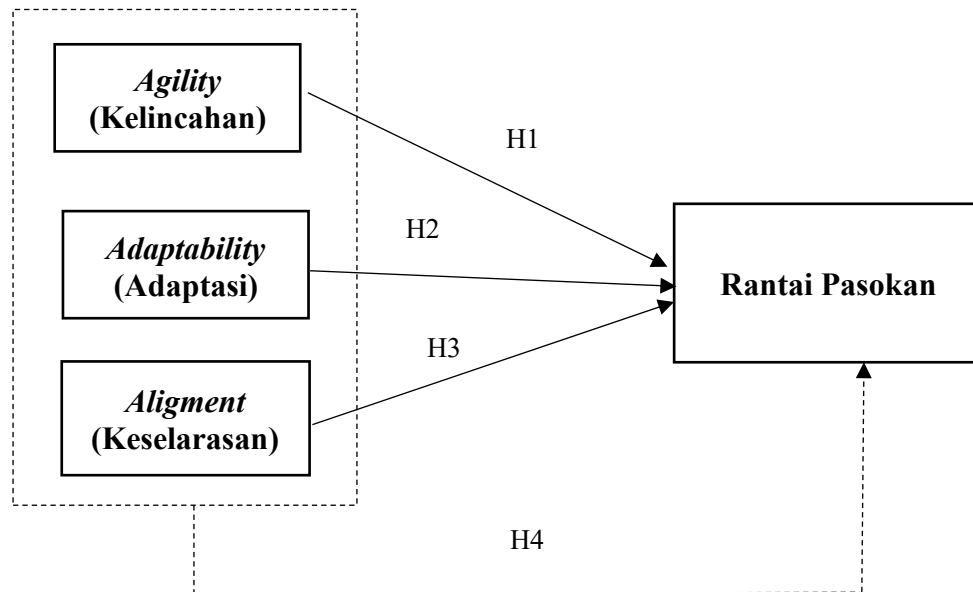 Agility
(Kelincahan)
H1
H2
Adaptability
(Adaptasi)
Rantai Pasokan
H3
Aligment
(Keselarasan)
H4